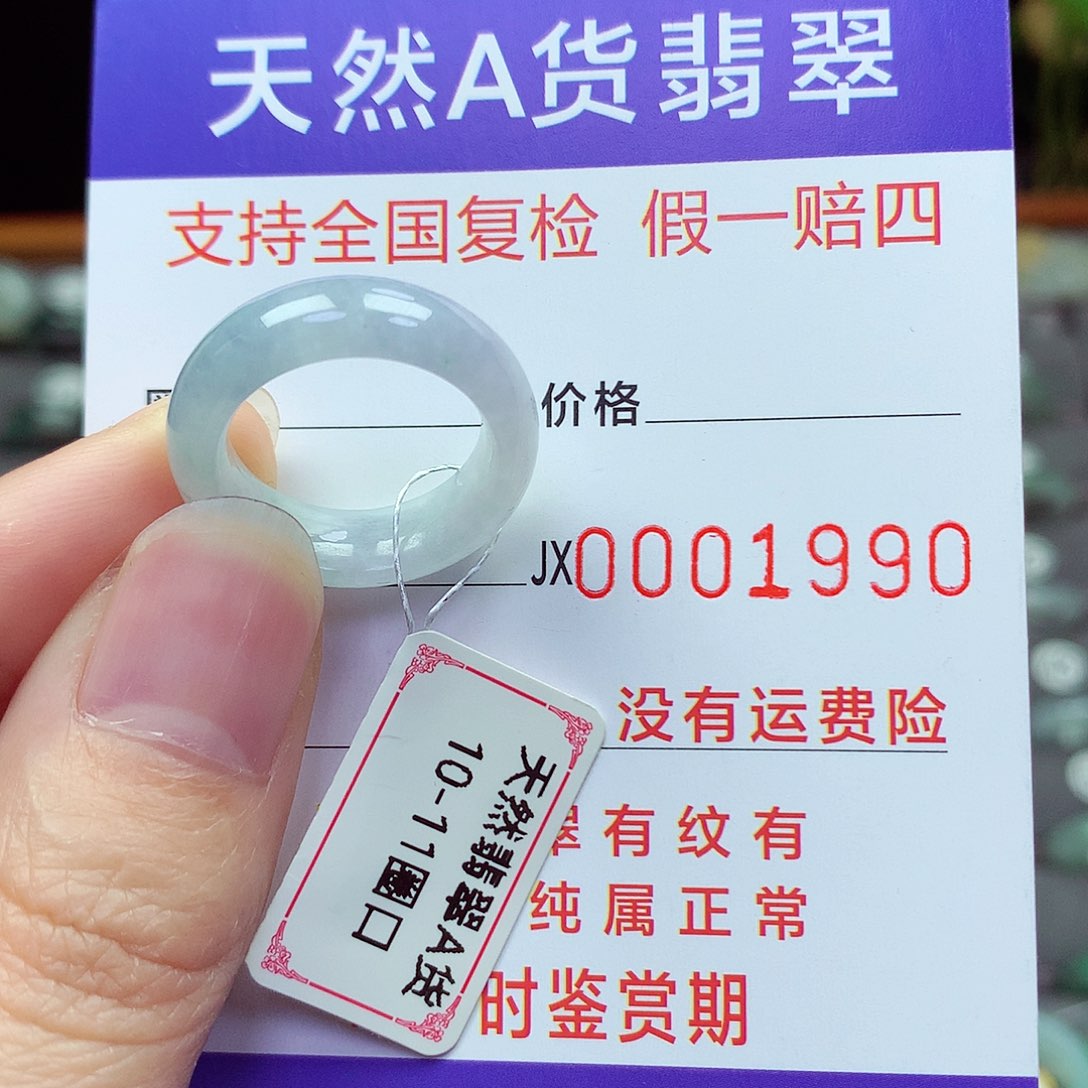 天然A货翡翠
支持全国复检 假一赔四
价格
JX0001990
没有运费险
翠有纹有
纯属正常
时鉴赏期
天然翡翠A货
10-11圈口